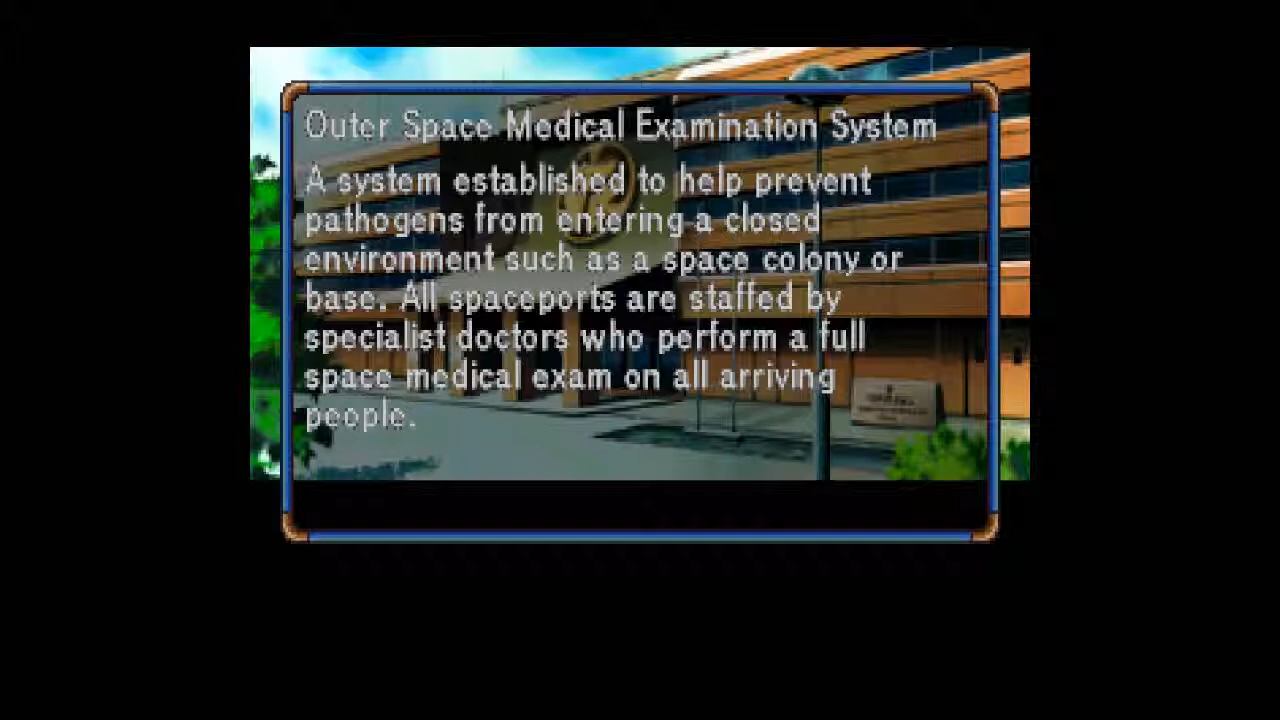 Outer Space Medical Examination System
A system established to help prevent
pathogens from entering a closed
environment such as a space colony or
base. All spaceports are staffed by
specialist doctors who perform a full
space medical exam on all arriving
people.